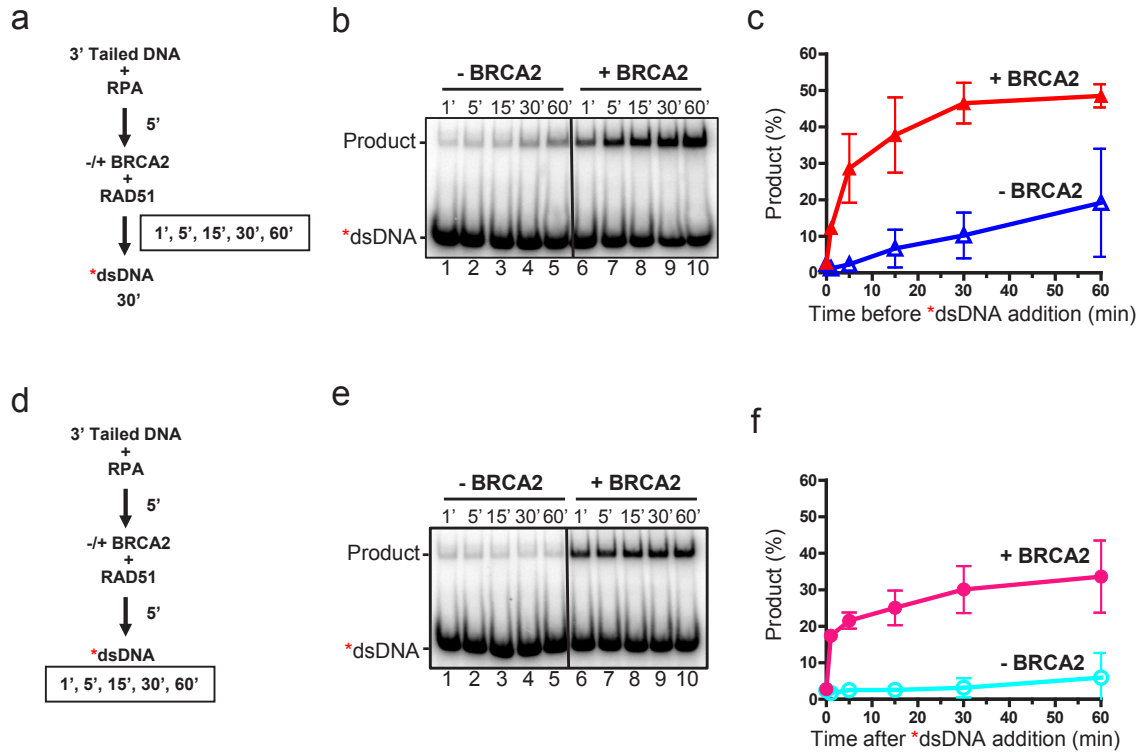 a
3' Tailed DNA
+
RPA
5'
-/+ BRCA2
+
RAD51
1', 5', 15', 30', 60'
*dsDNA
30'
b
- BRCA2 + BRCA2
1' 5' 15' 30' 60' 1' 5' 15' 30' 60'
Product
*dsDNA
1 2 3 4 5 6 7 8 9 10
c
60
50
40
30
20
10
0
Product (%)
+ BRCA2
- BRCA2
0 10 20 30 40 50 60
Time before *dsDNA addition (min)
d
3' Tailed DNA
+
RPA
5'
-/+ BRCA2
+
RAD51
5'
*dsDNA
1', 5', 15', 30', 60'
e
- BRCA2 + BRCA2
1' 5' 15' 30' 60' 1' 5' 15' 30' 60'
Product
*dsDNA
1 2 3 4 5 6 7 8 9 10
f
60
50
40
30
20
10
0
Product (%)
+ BRCA2
- BRCA2
0 10 20 30 40 50 60
Time after *dsDNA addition (min)